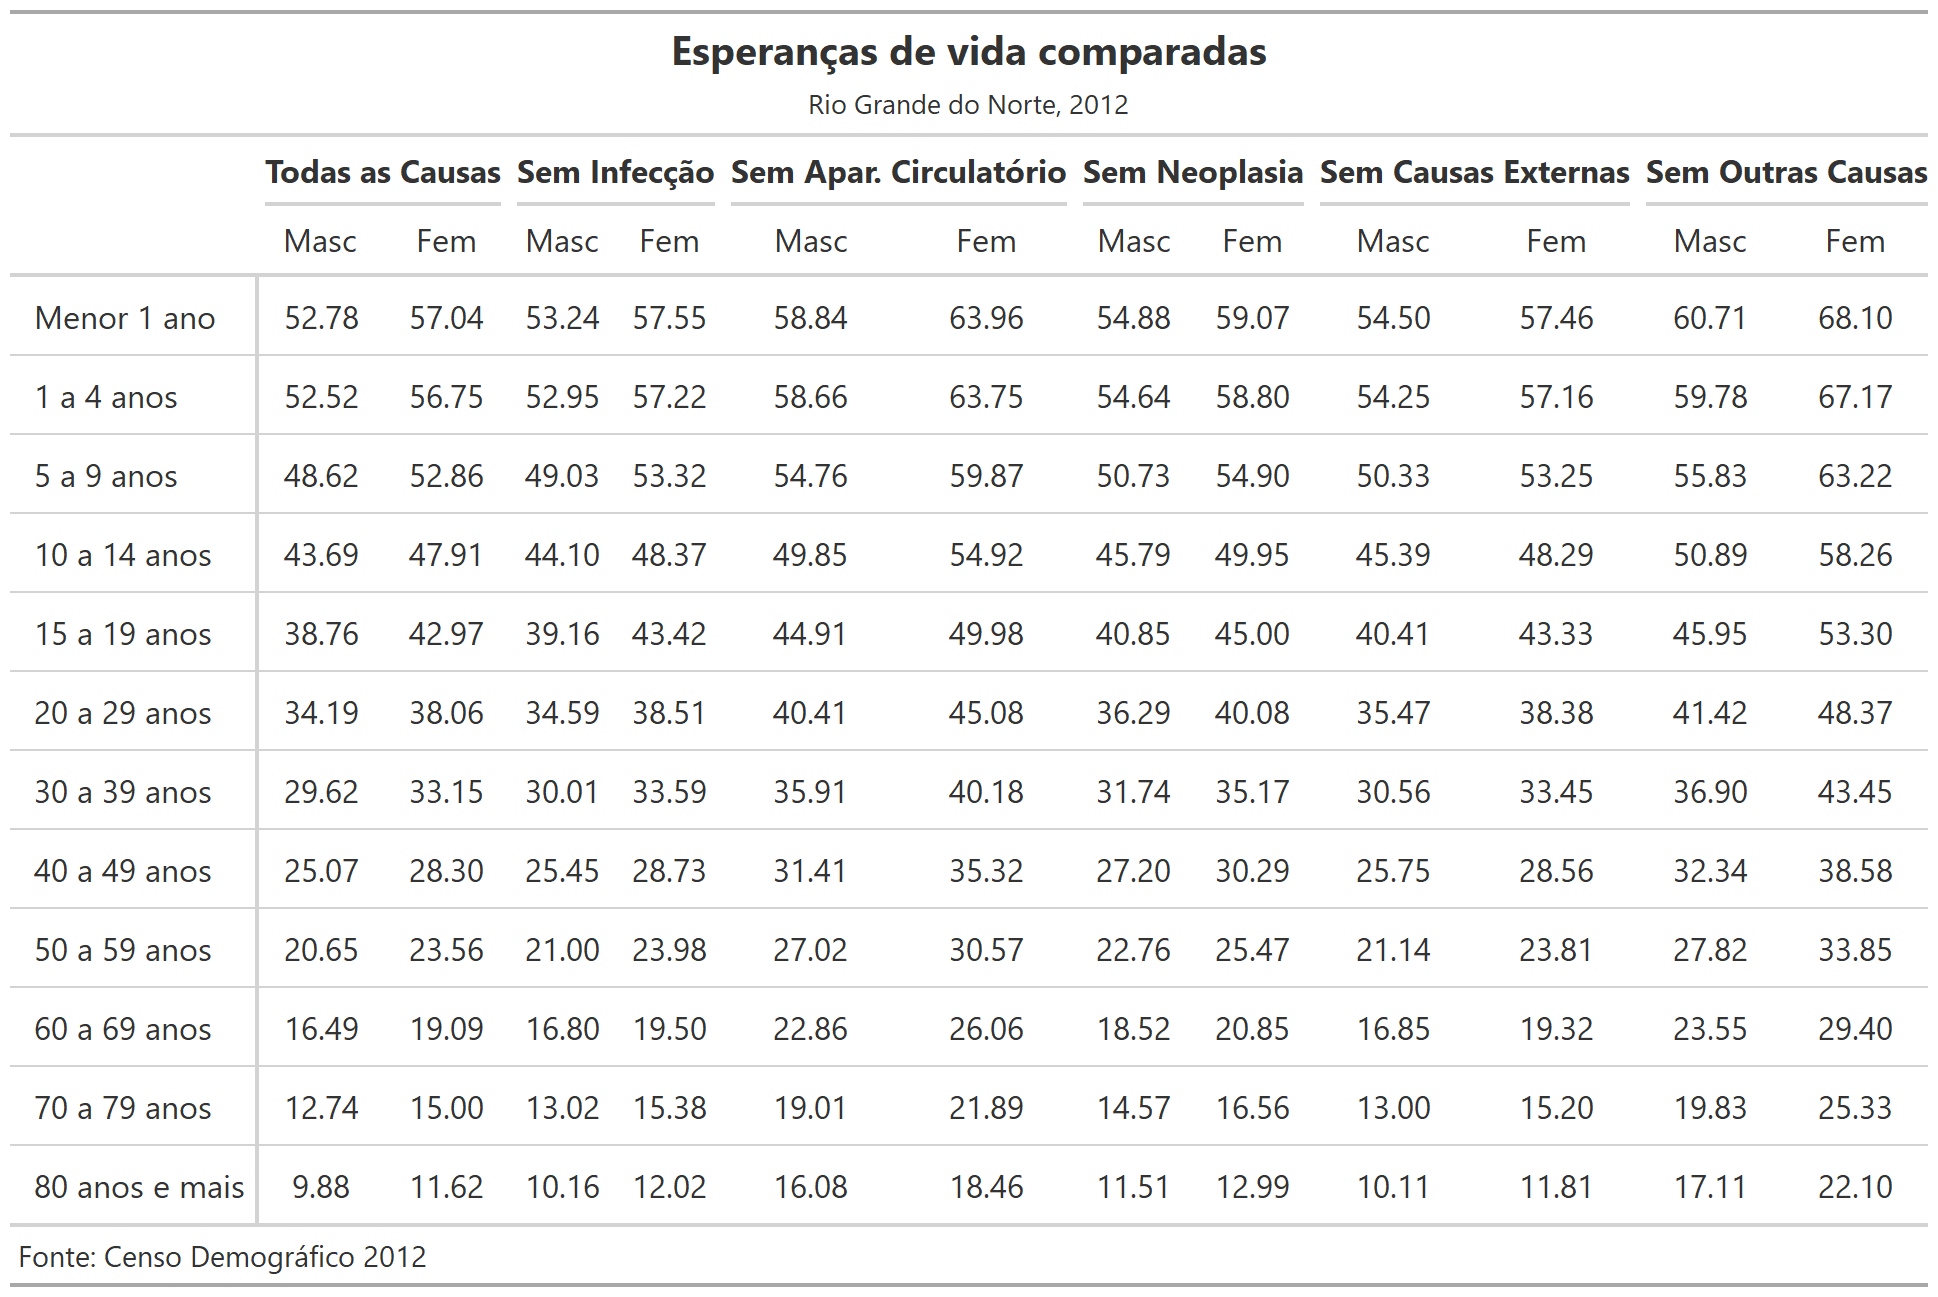 Esperanças de vida comparadas
Rio Grande do Norte, 2012
Todas as Causas Sem Infecção Sem Apar. Circulatório Sem Neoplasia Sem Causas Externas Sem Outras Causas
Masc Fem Masc Fem Masc Fem Masc Fem Masc Fem Masc Fem
Menor 1 ano 52.78 57.04 53.24 57.55 58.84 63.96 54.88 59.07 54.50 57.46 60.71 68.10
1 a 4 anos 52.52 56.75 52.95 57.22 58.66 63.75 54.64 58.80 54.25 57.16 59.78 67.17
5 a 9 anos 48.62 52.86 49.03 53.32 54.76 59.87 50.73 54.90 50.33 53.25 55.83 63.22
10 a 14 anos 43.69 47.91 44.10 48.37 49.85 54.92 45.79 49.95 45.39 48.29 50.89 58.26
15 a 19 anos 38.76 42.97 39.16 43.42 44.91 49.98 40.85 45.00 40.41 43.33 45.95 53.30
20 a 29 anos 34.19 38.06 34.59 38.51 40.41 45.08 36.29 40.08 35.47 38.38 41.42 48.37
30 a 39 anos 29.62 33.15 30.01 33.59 35.91 40.18 31.74 35.17 30.56 33.45 36.90 43.45
40 a 49 anos 25.07 28.30 25.45 28.73 31.41 35.32 27.20 30.29 25.75 28.56 32.34 38.58
50 a 59 anos 20.65 23.56 21.00 23.98 27.02 30.57 22.76 25.47 21.14 23.81 27.82 33.85
60 a 69 anos 16.49 19.09 16.80 19.50 22.86 26.06 18.52 20.85 16.85 19.32 23.55 29.40
70 a 79 anos 12.74 15.00 13.02 15.38 19.01 21.89 14.57 16.56 13.00 15.20 19.83 25.33
80 anos e mais 9.88 11.62 10.16 12.02 16.08 18.46 11.51 12.99 10.11 11.81 17.11 22.10
Fonte: Censo Demográfico 2012